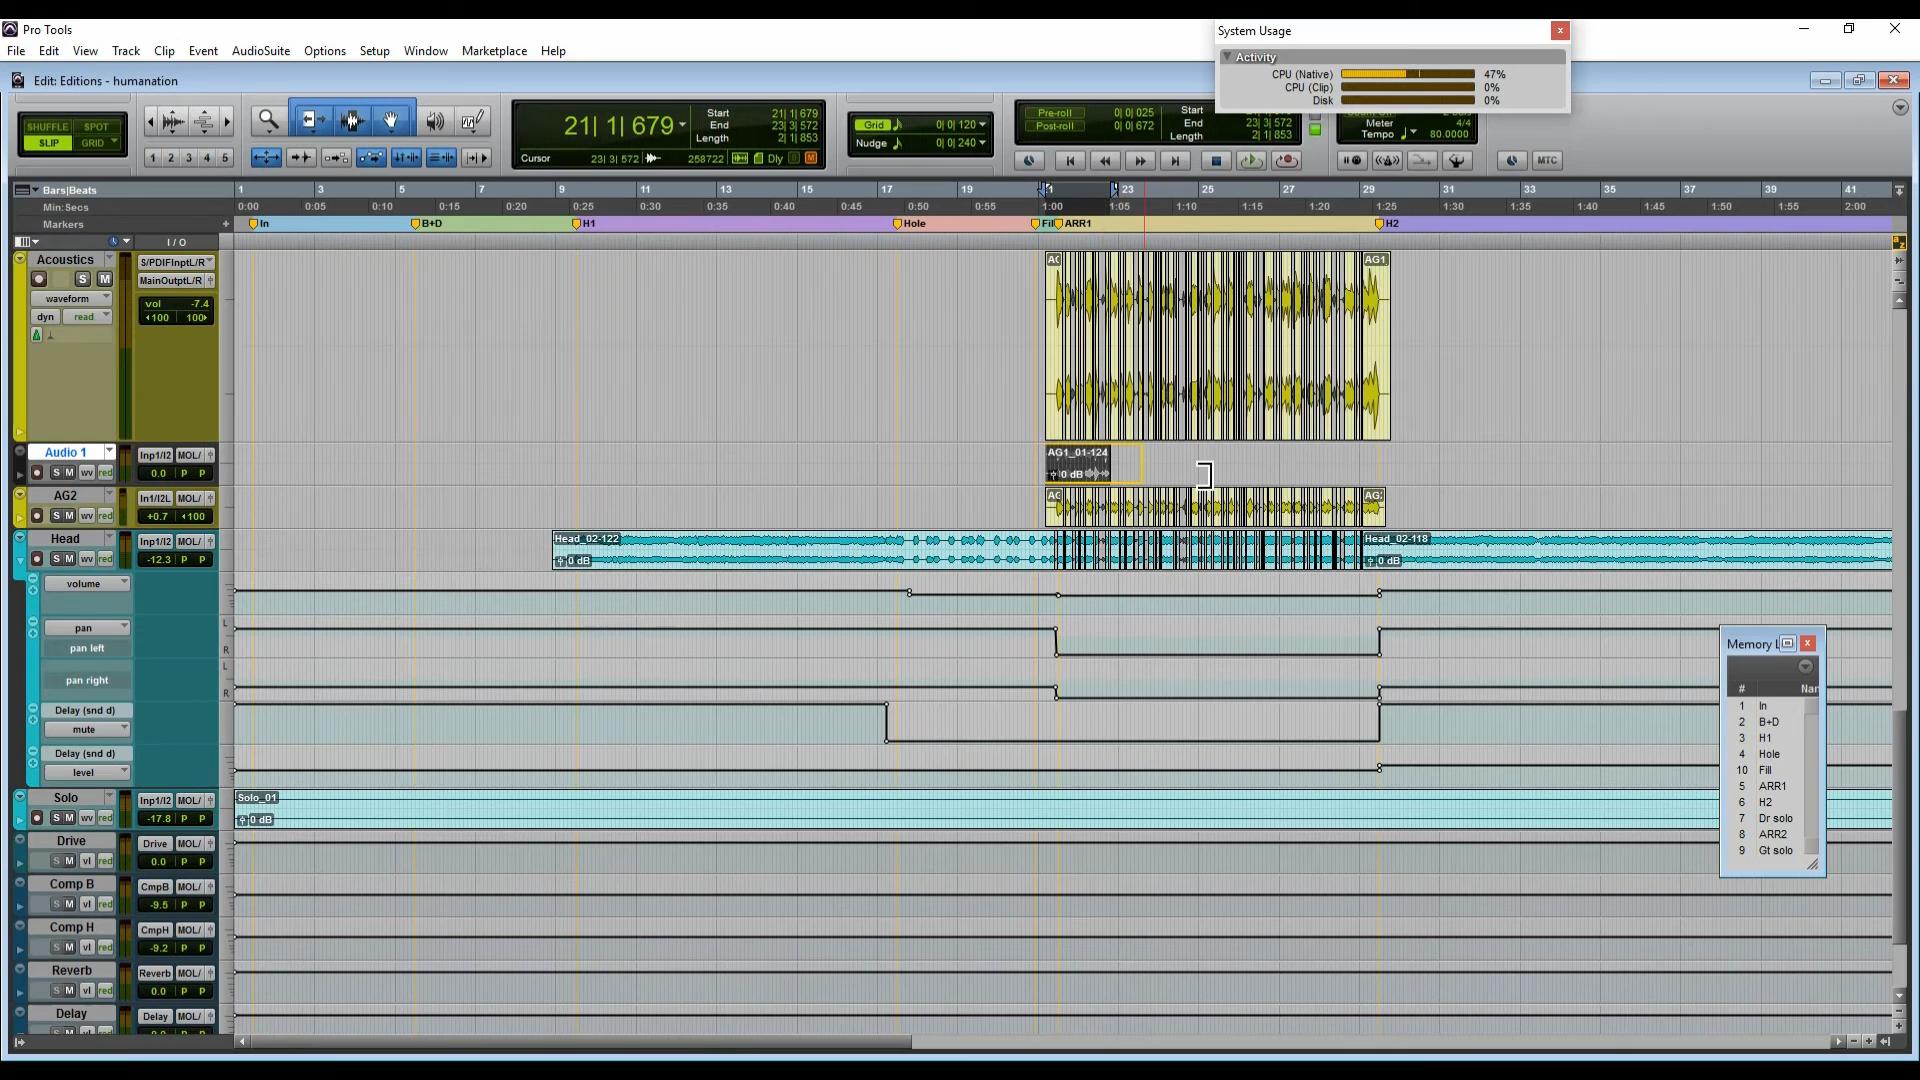 Pro Tools
System Usage
File Edit View Track Clip Event AudioSuite Options Setup Window Marketplace Help
Activity
CPU (Native) 47%
CPU (Clip) 0%
Disk 0%
Edit: Editions - humanation
SHUFFLE SPOT
SLIP GRID
1 2 3 4 5
21| 1| 679
Start 21| 1| 679
End 23| 3| 572
Length 2| 1| 853
Cursor 23| 3| 572 258722 Dly
Grid 0| 0| 120
Nudge 0| 0| 240
Pre-roll 0| 0| 025
Post-roll 0| 0| 672
Start
End
Length 2| 1| 853
Meter 4/4
Tempo 80.0000
MTC
Bars|Beats 1 3 5 7 9 11 13 15 17 19 23 25 27 29 31 33 35 37 39 41
Min:Secs 0:00 0:05 0:10 0:15 0:20 0:25 0:30 0:35 0:40 0:45 0:50 0:55 1:00 1:05 1:10 1:15 1:20 1:25 1:30 1:35 1:40 1:45 1:50 1:55 2:00
Markers In B+D H1 Hole Fil ARR1 H2
I / O
Acoustics S/PDIFInptL/R AG1
S M MainOutptL/R
waveform vol -7.4
dyn read 100 100
Audio 1 Inp1/I2 MOL/ AG1_01-124
S M wv red 0.0 0 dB
AG2 In1/I2L MOL/
S M wv red +0.7 100
Head Inp1/I2 MOL/ Head_02-122 Head_02-118
S M wv red -12.3 0 dB 0 dB
volume
pan L
pan left R
L
pan right
R
Delay (snd d)
mute
Delay (snd d)
level
Solo Inp1/I2 MOL/ Solo_01
S M wv red -17.8 0 dB
Drive Drive MOL/
S M vl red 0.0 P P
Comp B CmpB MOL/
S M vl red -9.5 P P
Comp H CmpH MOL/
S M vl red -9.2 P P
Reverb Reverb MOL/
S M vl red 0.0 P P
Delay Delay MOL/
Memory L
# Nar
1 In
2 B+D
3 H1
4 Hole
10 Fill
5 ARR1
6 H2
7 Dr solo
8 ARR2
9 Gt solo